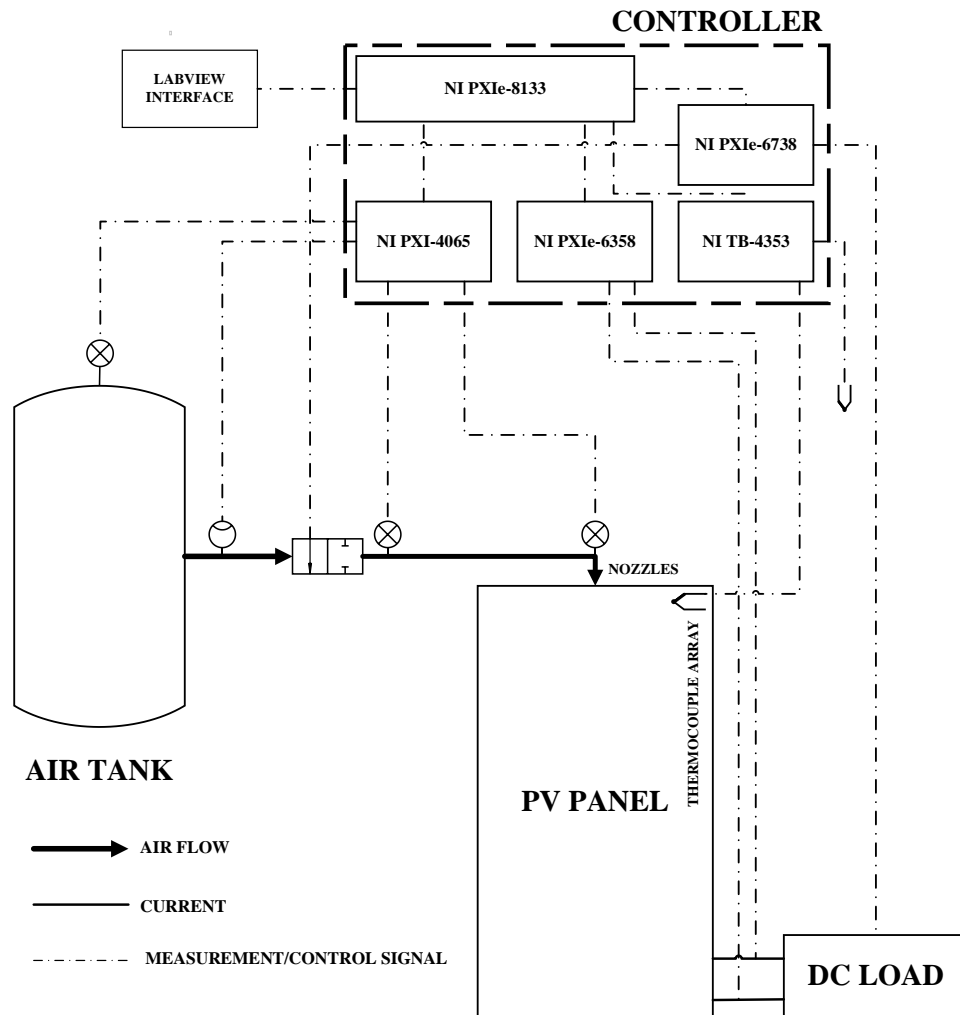 CONTROLLER
LABVIEW
INTERFACE
NI PXIe-8133
NI PXIe-6738
NI PXI-4065
NI PXIe-6358
NI TB-4353
NOZZLES
THERMOCOUPLE ARRAY
AIR TANK
PV PANEL
AIR FLOW
CURRENT
MEASUREMENT/CONTROL SIGNAL
DC LOAD